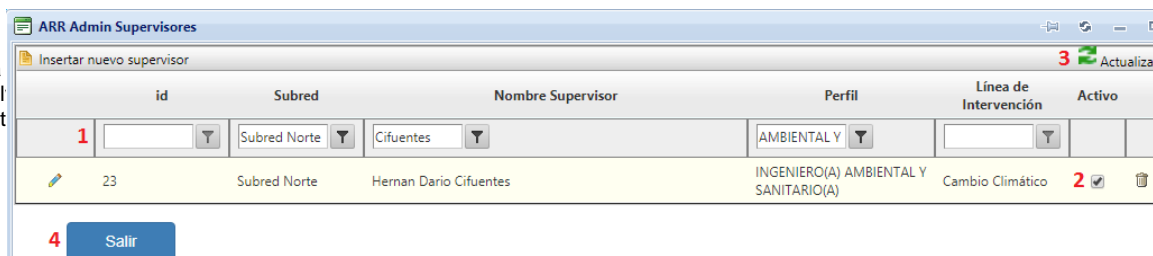 ARR Admin Supervisores
Insertar nuevo supervisor 3 Actualiza
id Subred Nombre Supervisor Perfil Línea de Intervención Activo
1 Subred Norte Cifuentes AMBIENTAL Y
23 Subred Norte Hernan Dario Cifuentes INGENIERO(A) AMBIENTAL Y SANITARIO(A) Cambio Climático 2
4 Salir